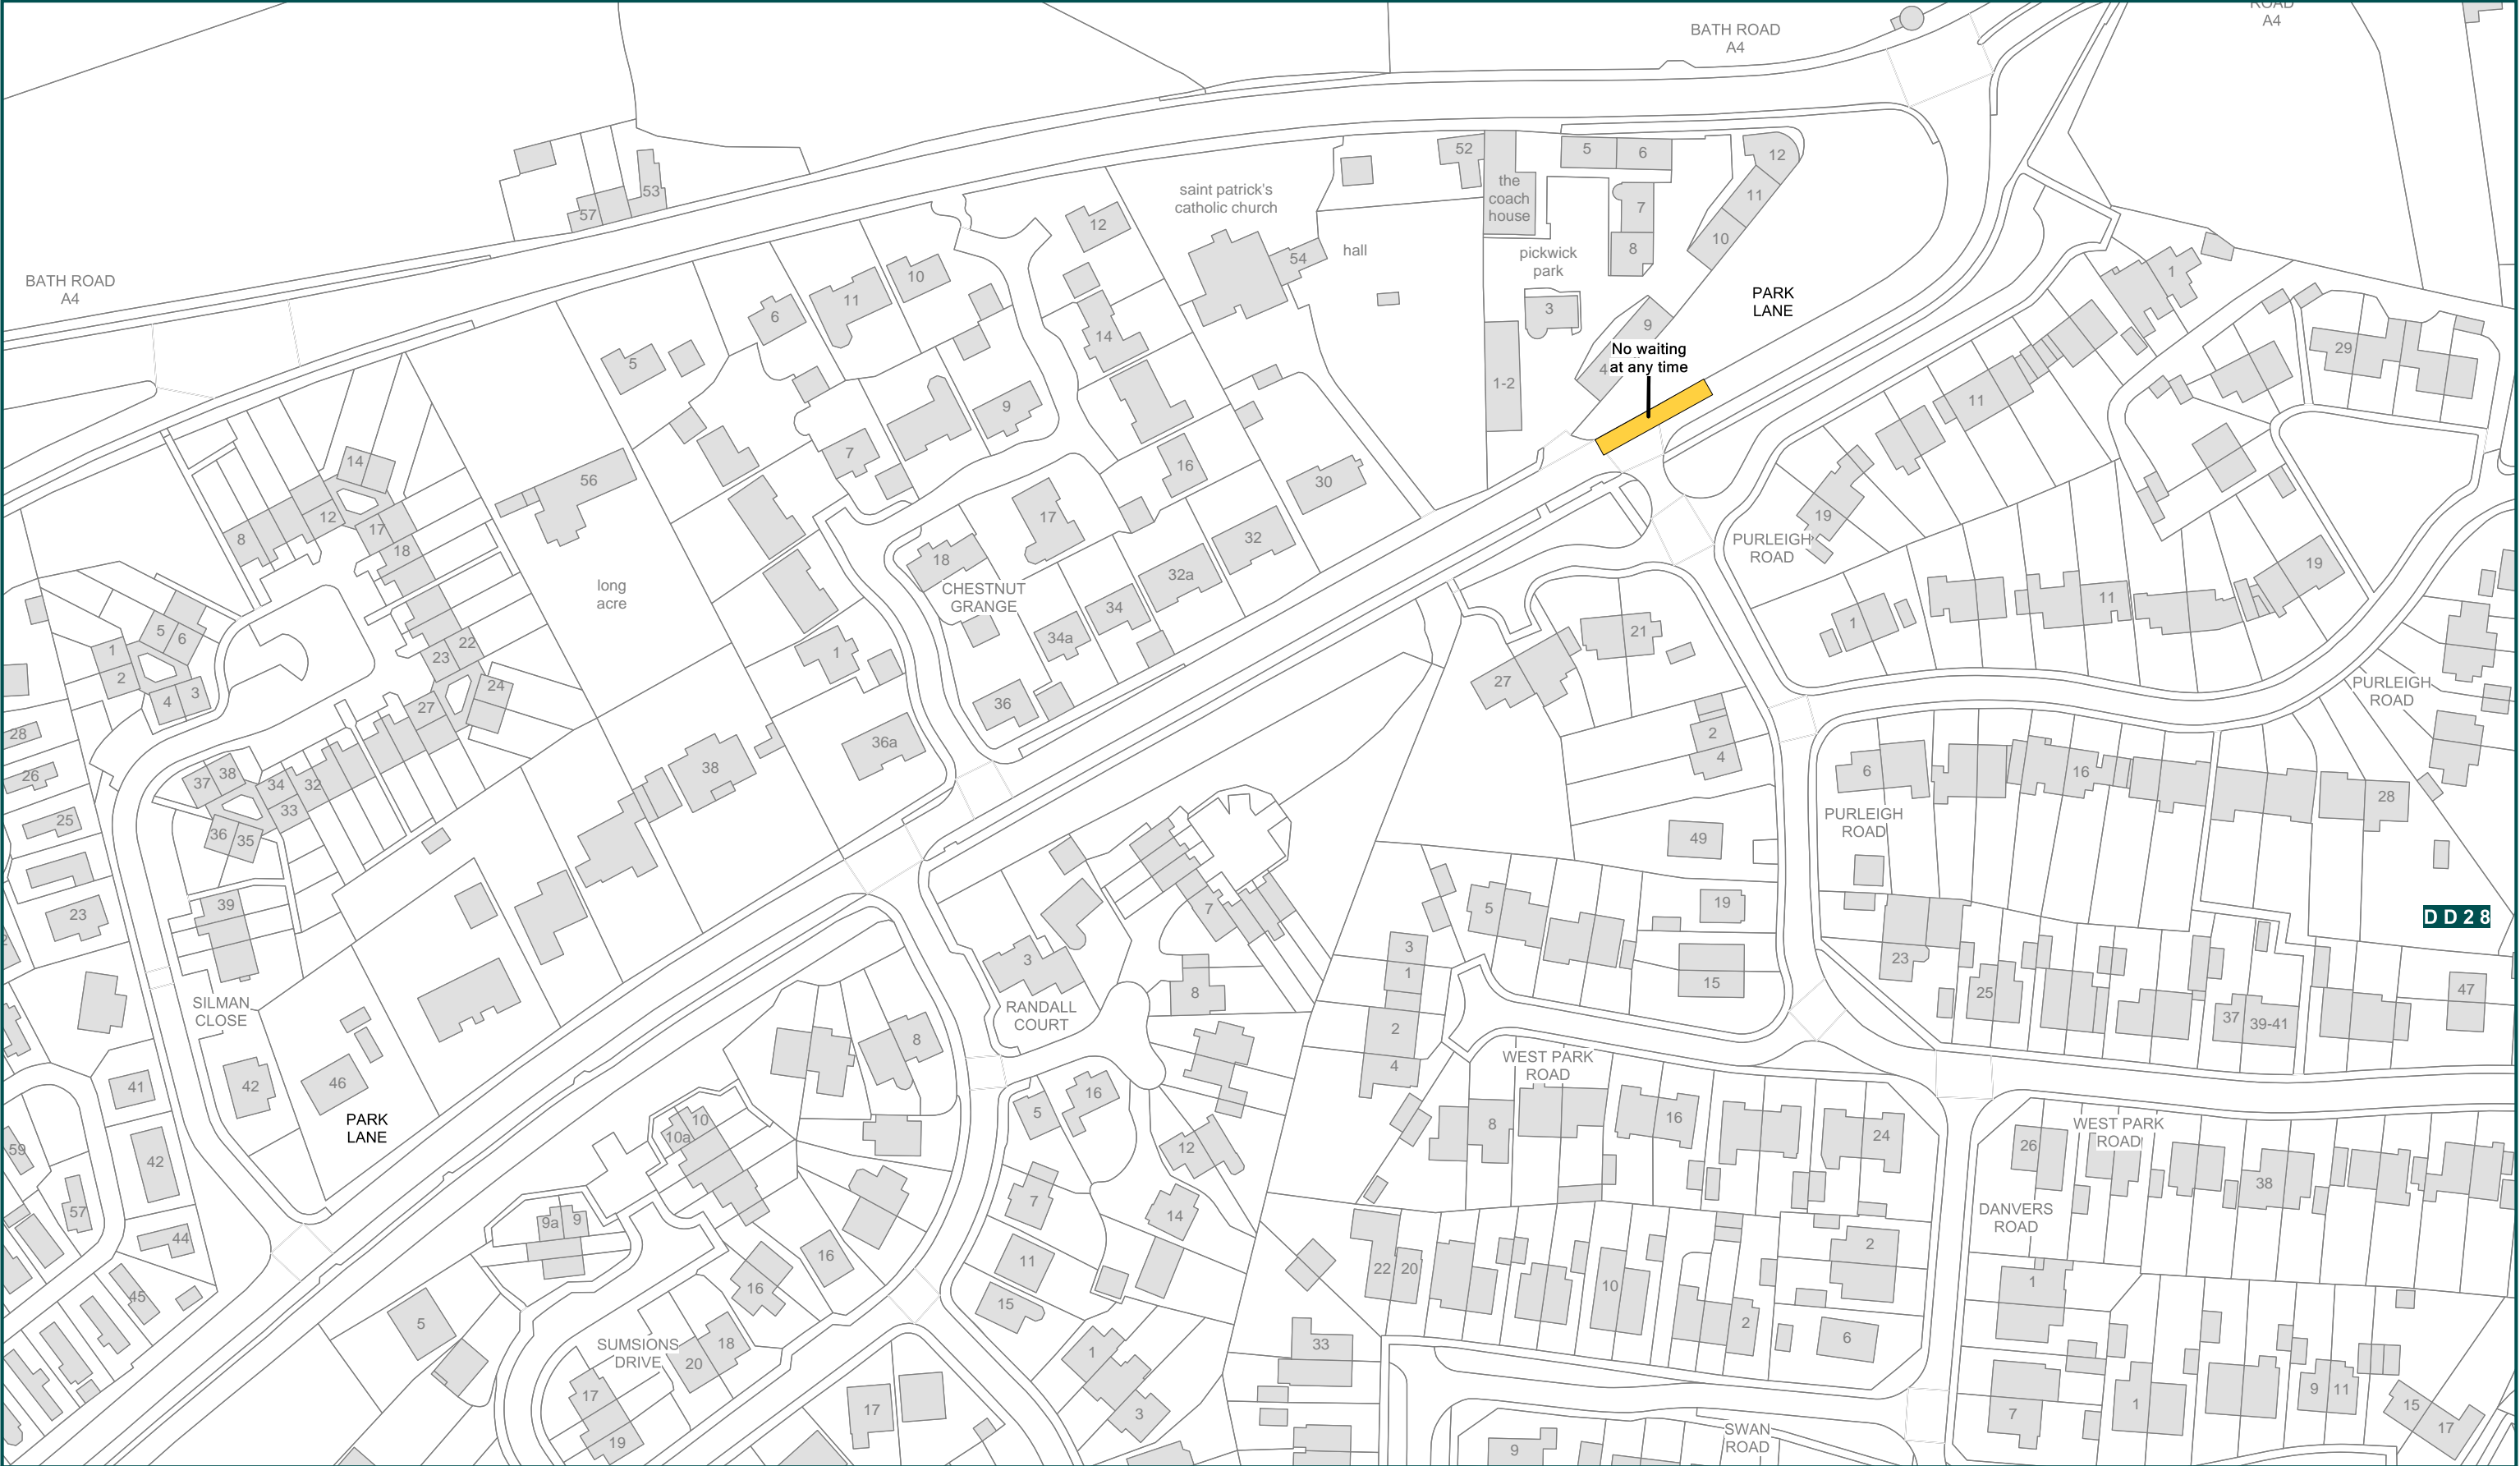 BATH ROAD
A4
ROAD
A4
BATH ROAD
A4
53
57
52
the
coach
house
5
6
7
8
12
11
10
saint patrick's
catholic church
12
54
hall
pickwick
park
3
9
4
1-2
PARK
LANE
No waiting
at any time
10
11
6
5
14
9
7
16
30
17
18
CHESTNUT
GRANGE
32
32a
34
34a
36
1
36a
38
56
long
acre
14
12
8
17
18
22
23
24
27
5
6
1
2
3
4
37
38
34
32
33
36
35
39
28
26
25
23
SILMAN
CLOSE
42
46
PARK
LANE
41
42
44
45
57
59
1
29
11
19
PURLEIGH
ROAD
1
11
19
PURLEIGH
ROAD
21
27
2
4
49
19
15
5
3
1
2
4
6
16
28
PURLEIGH
ROAD
23
25
37
39-41
47
DD28
7
3
8
RANDALL
COURT
8
5
16
12
7
14
11
15
1
3
10
10a
9a
9
16
16
5
SUMSIONS
DRIVE
18
20
17
19
17
WEST PARK
ROAD
8
16
24
22
20
10
2
2
6
33
26
WEST PARK
ROAD
38
DANVERS
ROAD
1
7
1
9
11
15
17
9
SWAN
ROAD